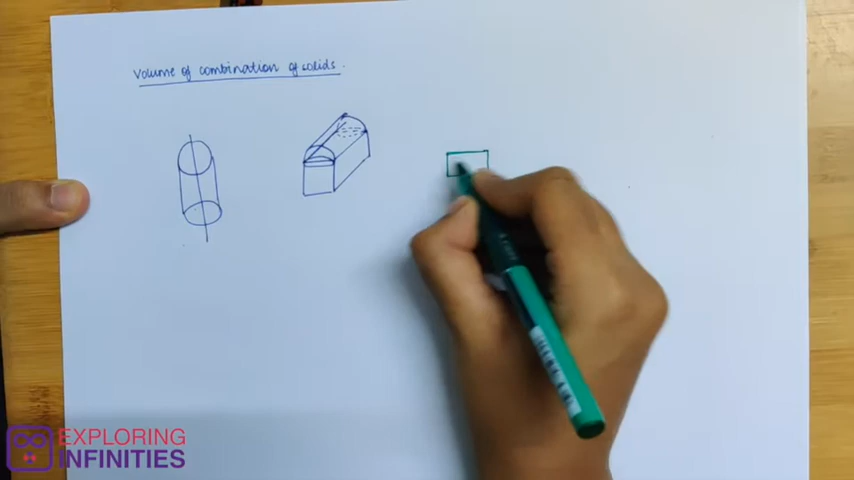 Volume of combination of solids.
EXPLORING
INFINITIES